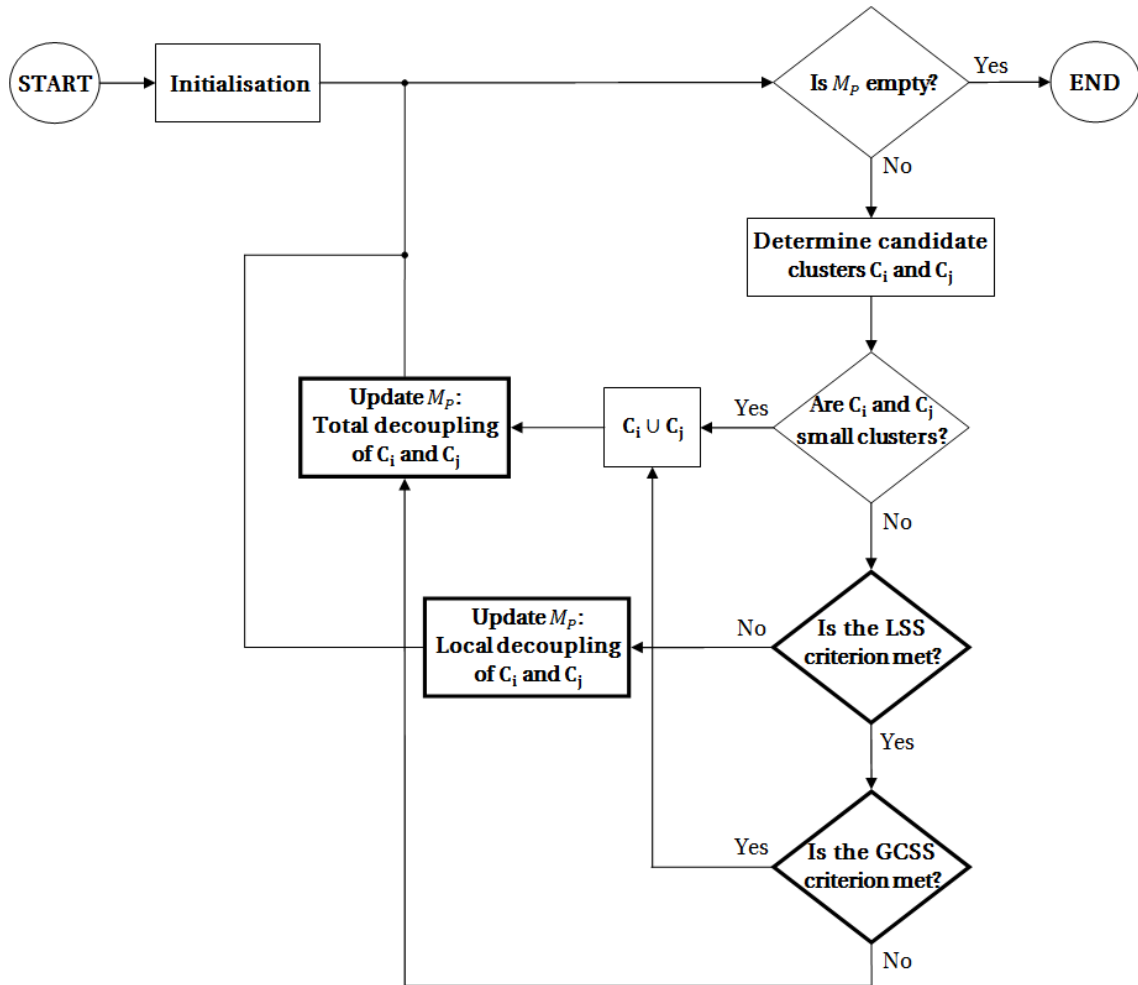 START
Initialisation
Is M_P empty?
Yes
END
No
Determine candidate
clusters C_i and C_j
Update M_P:
Total decoupling
of C_i and C_j
C_i ∪ C_j
Yes
Are C_i and C_j
small clusters?
No
Update M_P:
Local decoupling
of C_i and C_j
No
Is the LSS
criterion met?
Yes
Yes
Is the GCSS
criterion met?
No